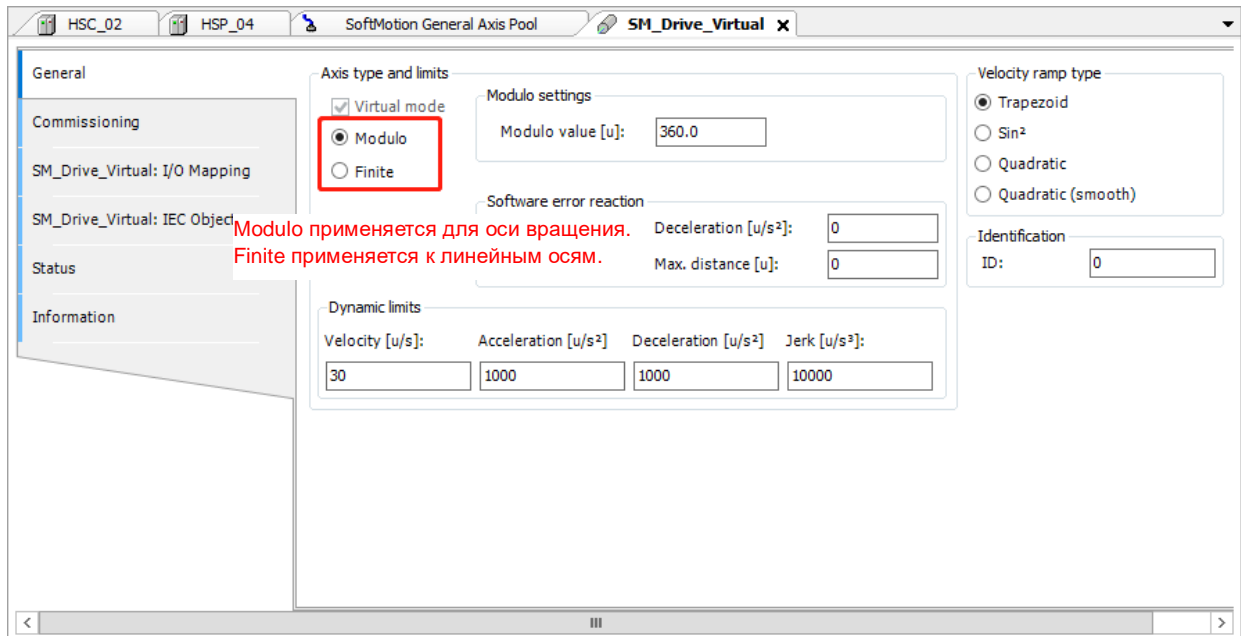 HSC_02 HSP_04 SoftMotion General Axis Pool SM_Drive_Virtual X
General
Commissioning
SM_Drive_Virtual: I/O Mapping
SM_Drive_Virtual: IEC Object
Status
Information
Axis type and limits
Virtual mode
Modulo
Finite
Modulo settings
Modulo value [u]: 360.0
Software error reaction
Deceleration [u/s²]: 0
Max. distance [u]: 0
Modulo применяется для оси вращения.
Finite применяется к линейным осям.
Dynamic limits
Velocity [u/s]: Acceleration [u/s²] Deceleration [u/s²] Jerk [u/s³]:
30 1000 1000 10000
Velocity ramp type
Trapezoid
Sin²
Quadratic
Quadratic (smooth)
Identification
ID: 0